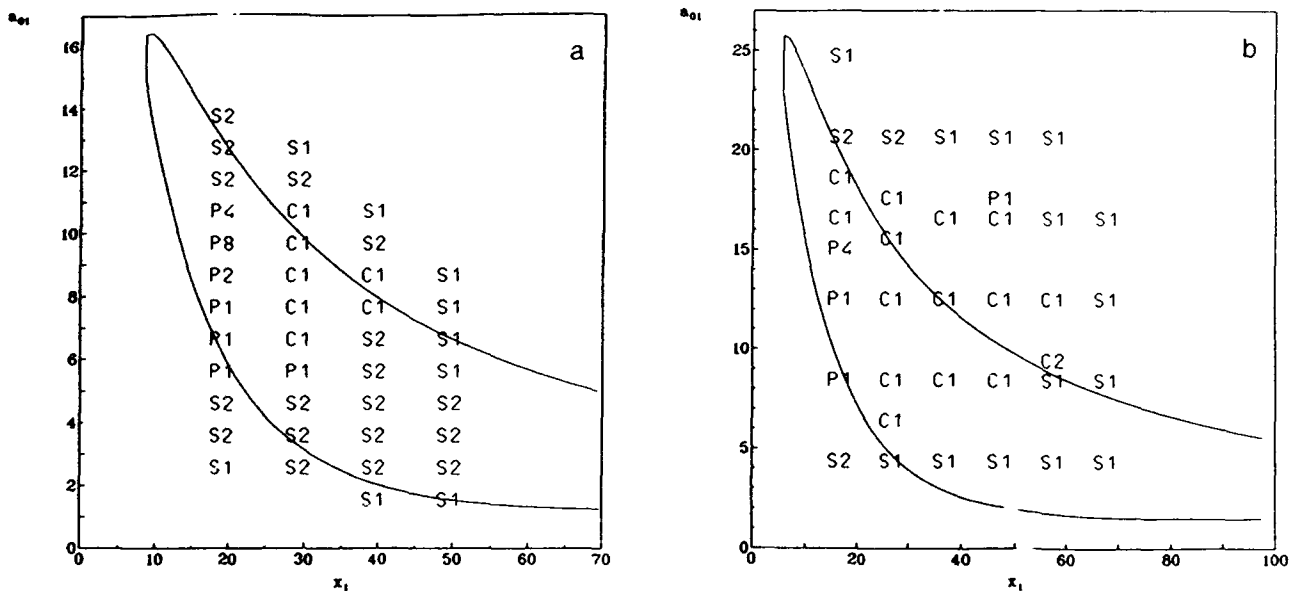 a₀₁
a
16
S2
14
S2 S1
12
S2 S2
P4 C1 S1
10
P8 C1 S2
P2 C1 C1 S1
8
P1 C1 C1 S1
P1 C1 S2 S1
6
P1 P1 S2 S1
S2 S2 S2 S2
4
S2 S2 S2 S2
S1 S2 S2 S2
2
S1 S1
0
0 10 20 30 40 50 60 70
x₁
a₀₁
b
25
S1
S2 S2 S1 S1 S1
20
C1
C1 P1
C1 C1 C1 S1 S1
C1
15
P4
P1 C1 C1 C1 C1 S1
10
C2
P1 C1 C1 C1 S1 S1
C1
5
S2 S1 S1 S1 S1 S1
0
0 20 40 60 80 100
x₁